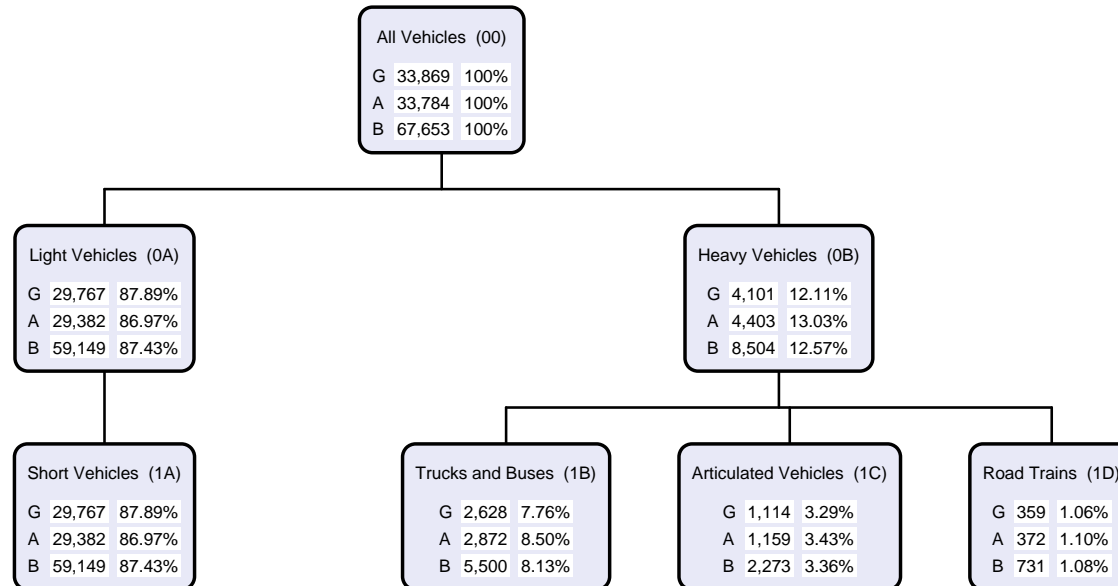 All Vehicles (00)
G 33,869 100%
A 33,784 100%
B 67,653 100%
Light Vehicles (0A)
G 29,767 87.89%
A 29,382 86.97%
B 59,149 87.43%
Heavy Vehicles (0B)
G 4,101 12.11%
A 4,403 13.03%
B 8,504 12.57%
Short Vehicles (1A)
G 29,767 87.89%
A 29,382 86.97%
B 59,149 87.43%
Trucks and Buses (1B)
G 2,628 7.76%
A 2,872 8.50%
B 5,500 8.13%
Articulated Vehicles (1C)
G 1,114 3.29%
A 1,159 3.43%
B 2,273 3.36%
Road Trains (1D)
G 359 1.06%
A 372 1.10%
B 731 1.08%